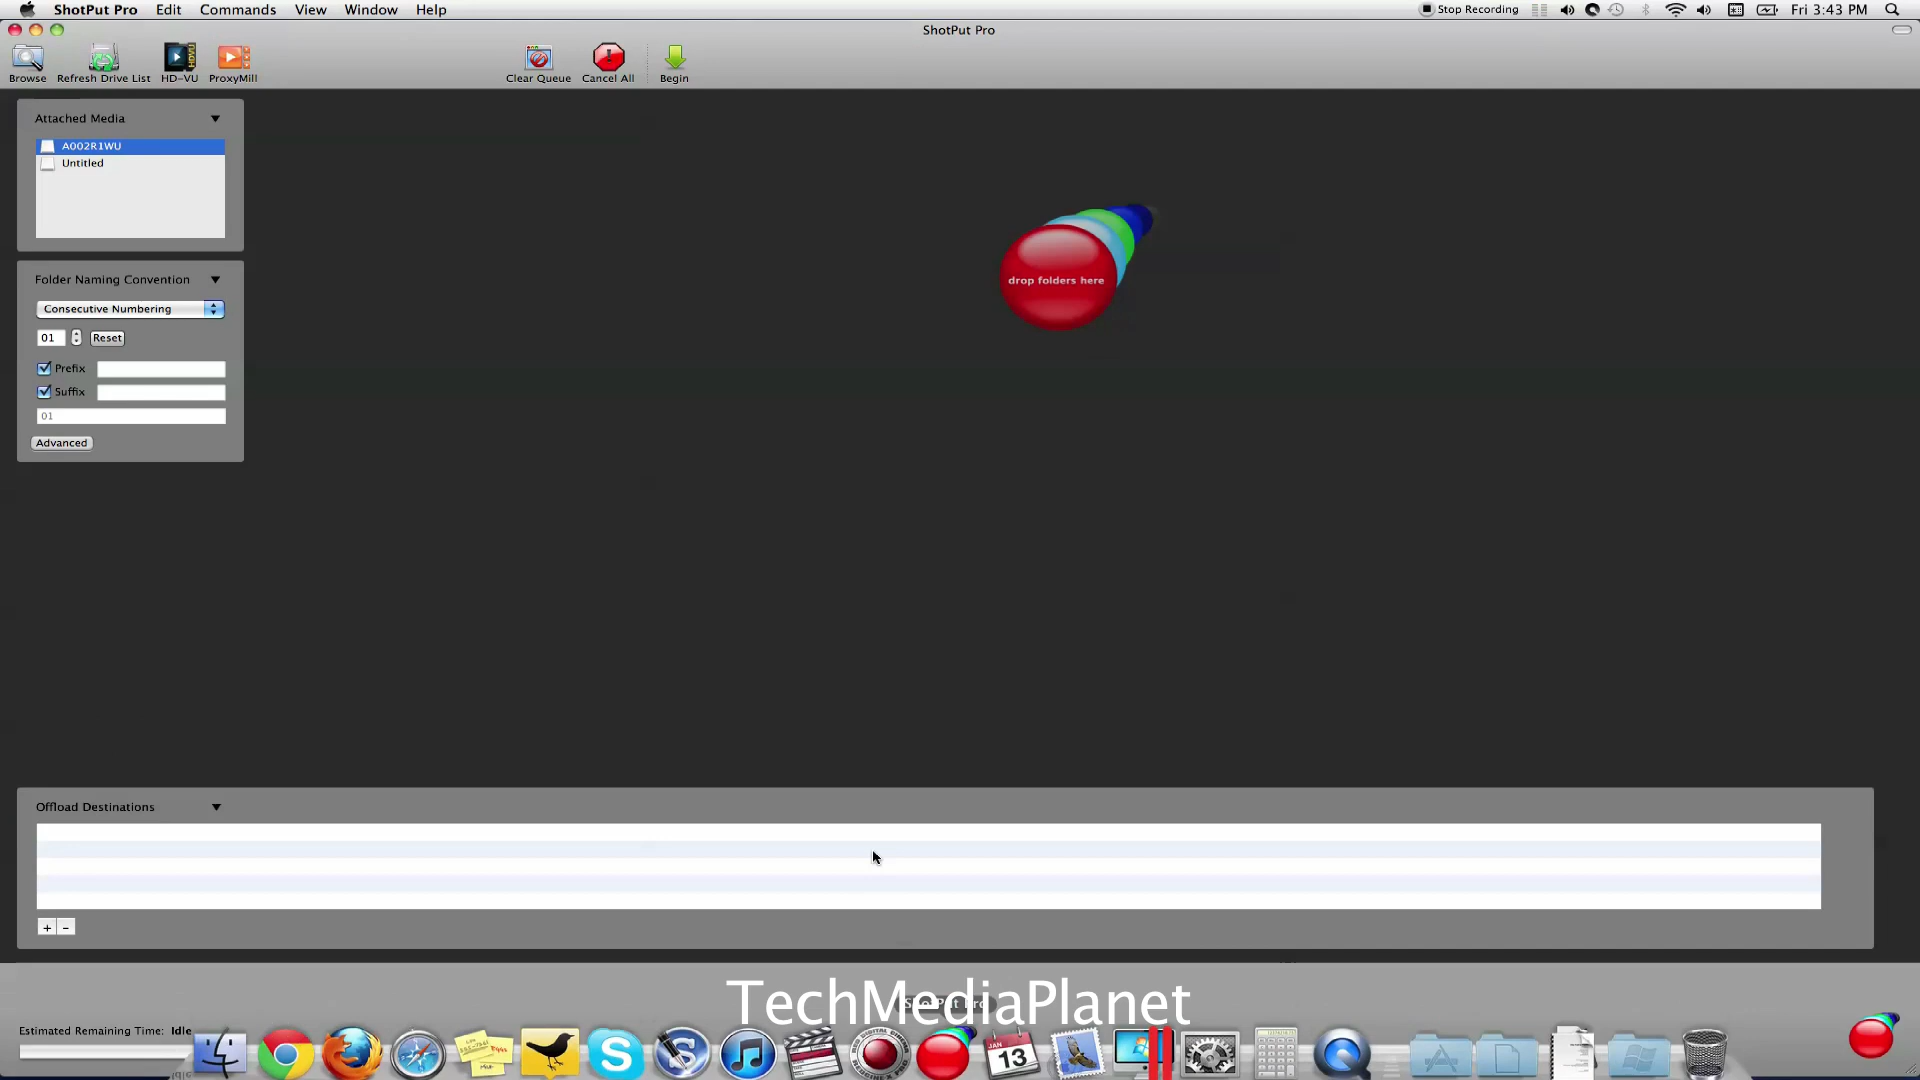 ShotPut Pro Edit Commands View Window Help Stop Recording Fri 3:43 PM
ShotPut Pro
Browse Refresh Drive List HD-VU ProxyMill Clear Queue Cancel All Begin
Attached Media
A002R1WU
Untitled
drop folders here
Folder Naming Convention
Consecutive Numbering
01 Reset
Prefix
Suffix
01
Advanced
Offload Destinations
+ -
TechMediaPlanet
Estimated Remaining Time: Idle
JAN
13